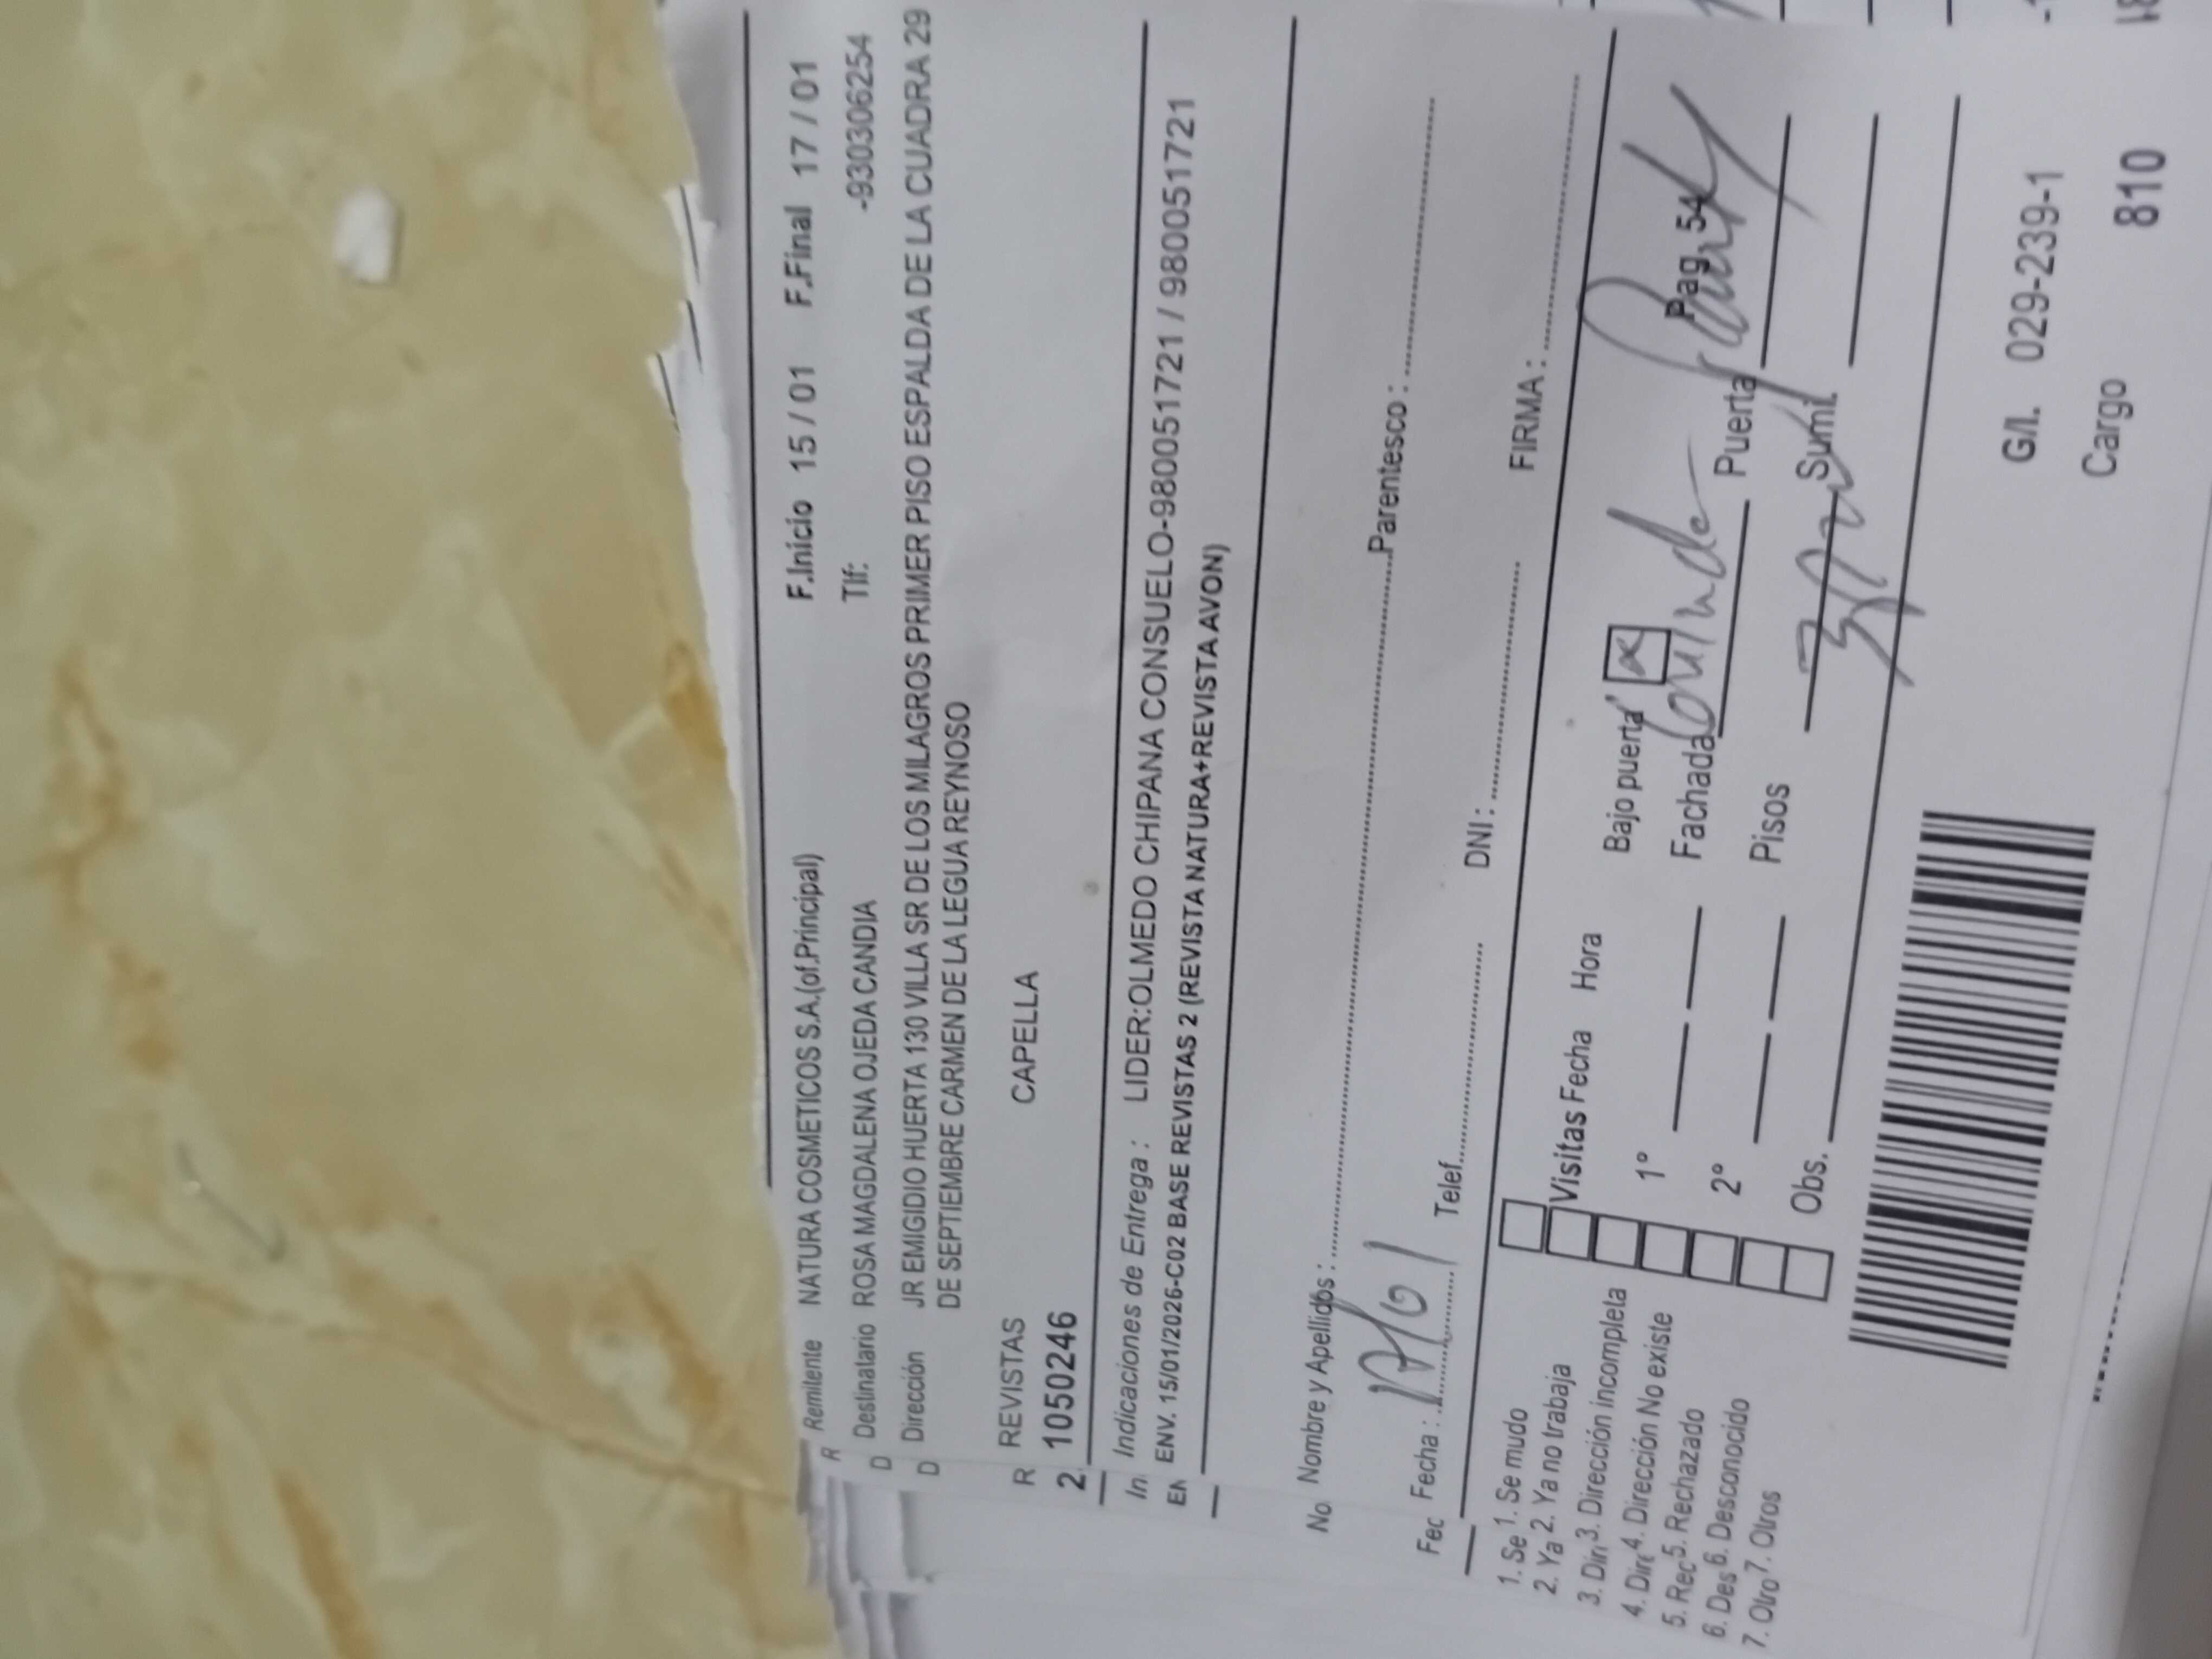 Remitente NATURA COSMETICOS S.A.(of.Principal) F.Inicio 15 / 01 F.Final 17 / 01
Destinatario ROSA MAGDALENA OJEDA CANDIA Tlf: -930306254
Dirección JR EMIGIDIO HUERTA 130 VILLA SR DE LOS MILAGROS PRIMER PISO ESPALDA DE LA CUADRA 29
DE SEPTIEMBRE CARMEN DE LA LEGUA REYNOSO
REVISTAS CAPELLA
1050246
Indicaciones de Entrega : LIDER:OLMEDO CHIPANA CONSUELO-980051721 / 980051721
ENV. 15/01/2026-C02 BASE REVISTAS 2 (REVISTA NATURA+REVISTA AVON)
Nombre y Apellidos : Parentesco :
Fecha : Telef. DNI : FIRMA :
1. Se mudo
2. Ya no trabaja
3. Dirección incompleta
4. Dirección No existe
5. Rechazado
6. Desconocido
7. Otros
Visitas Fecha Hora Bajo puerta
1° Fachada Puerta Pag. 54
2° Pisos Sumi.
Obs.
G/I. 029-239-1
Cargo 810